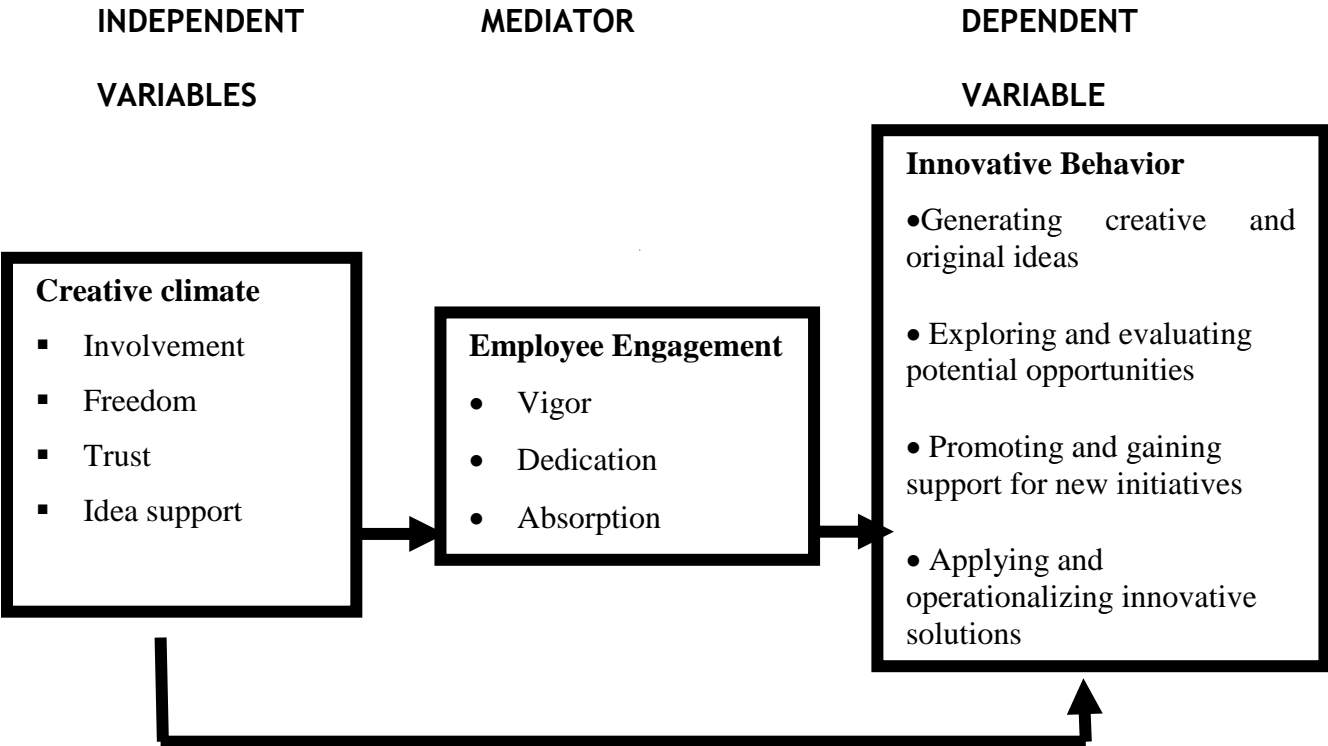 INDEPENDENT
VARIABLES
MEDIATOR
DEPENDENT
VARIABLE
Creative climate
▪ Involvement
▪ Freedom
▪ Trust
▪ Idea support
Employee Engagement
• Vigor
• Dedication
• Absorption
Innovative Behavior
•Generating creative and
original ideas
• Exploring and evaluating
potential opportunities
• Promoting and gaining
support for new initiatives
• Applying and
operationalizing innovative
solutions